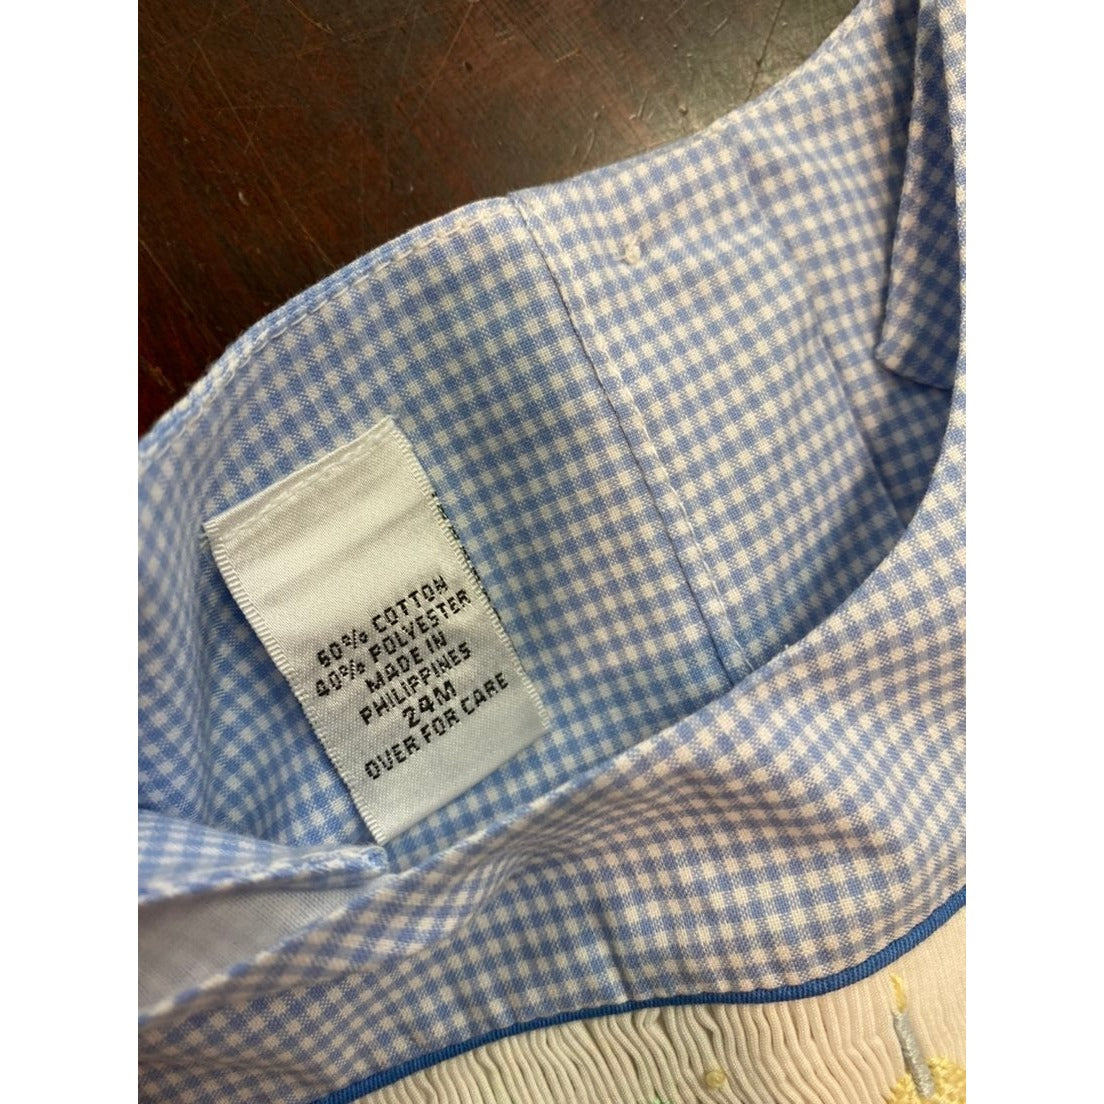 60% COTTON
40% POLYESTER
MADE IN
PHILIPPINES
24M
OVER FOR CARE